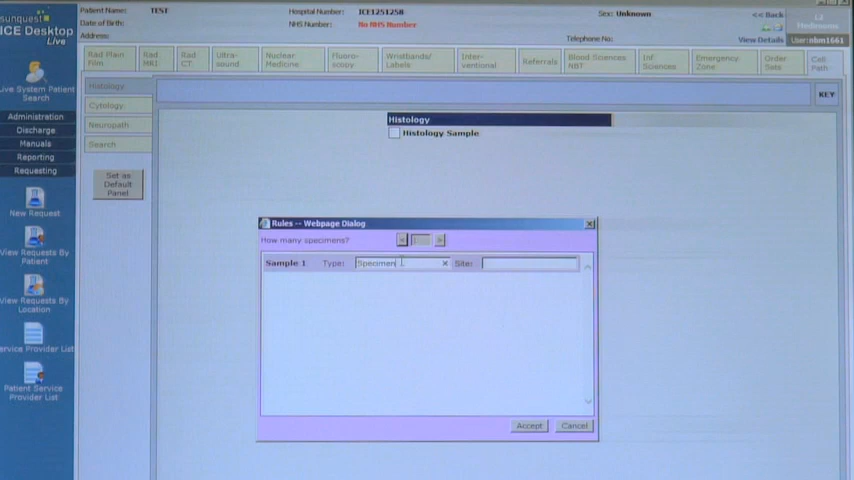 sunquest
ICE Desktop
Live
Patient Name: TEST
Hospital Number: ICE1251258
Sex: Unknown
<< Back
Date of Birth:
NHS Number: No NHS Number
Address:
Telephone No:
View Details
User:nbm1661
Rad Plain Film
Rad MRI
Rad CT
Ultra-sound
Nuclear Medicine
Fluoro-scopy
Wristbands/ Labels
Inter-ventional
Referrals
Blood Sciences NBT
Inf Sciences
Emergency Zone
Order Sets
Cell Path
Live System Patient Search
Administration
Discharge
Manuals
Reporting
Requesting
New Request
View Requests By Patient
View Requests By Location
Service Provider List
Patient Service Provider List
Histology
Cytology
Neuropath
Search
Set as Default Panel
KEY
Histology
Histology Sample
Rules -- Webpage Dialog
How many specimens?
Sample 1 Type: Specimen Site:
Accept Cancel